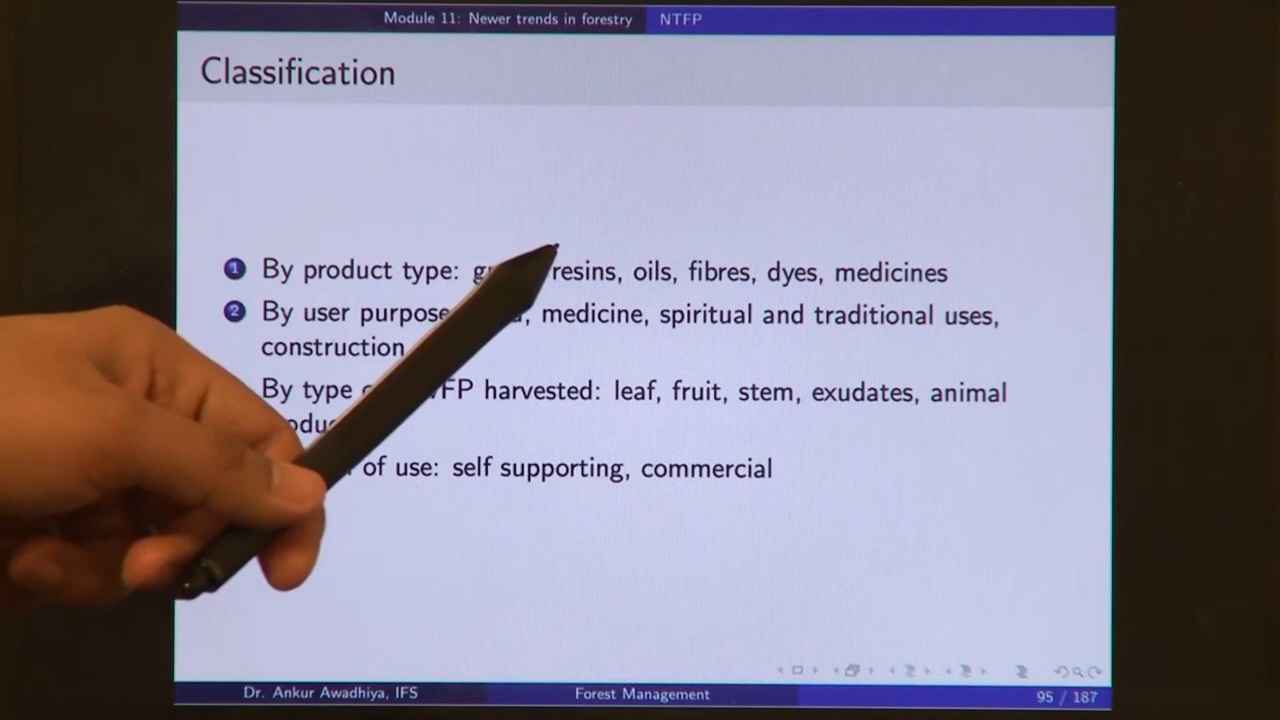 Module 11: Newer trends in forestry NTFP
Classification
1 By product type: resins, oils, fibres, dyes, medicines
2 By user purpose , medicine, spiritual and traditional uses,
construction
By type harvested: leaf, fruit, stem, exudates, animal
of use: self supporting, commercial
Dr. Ankur Awadhiya, IFS Forest Management 95 / 187